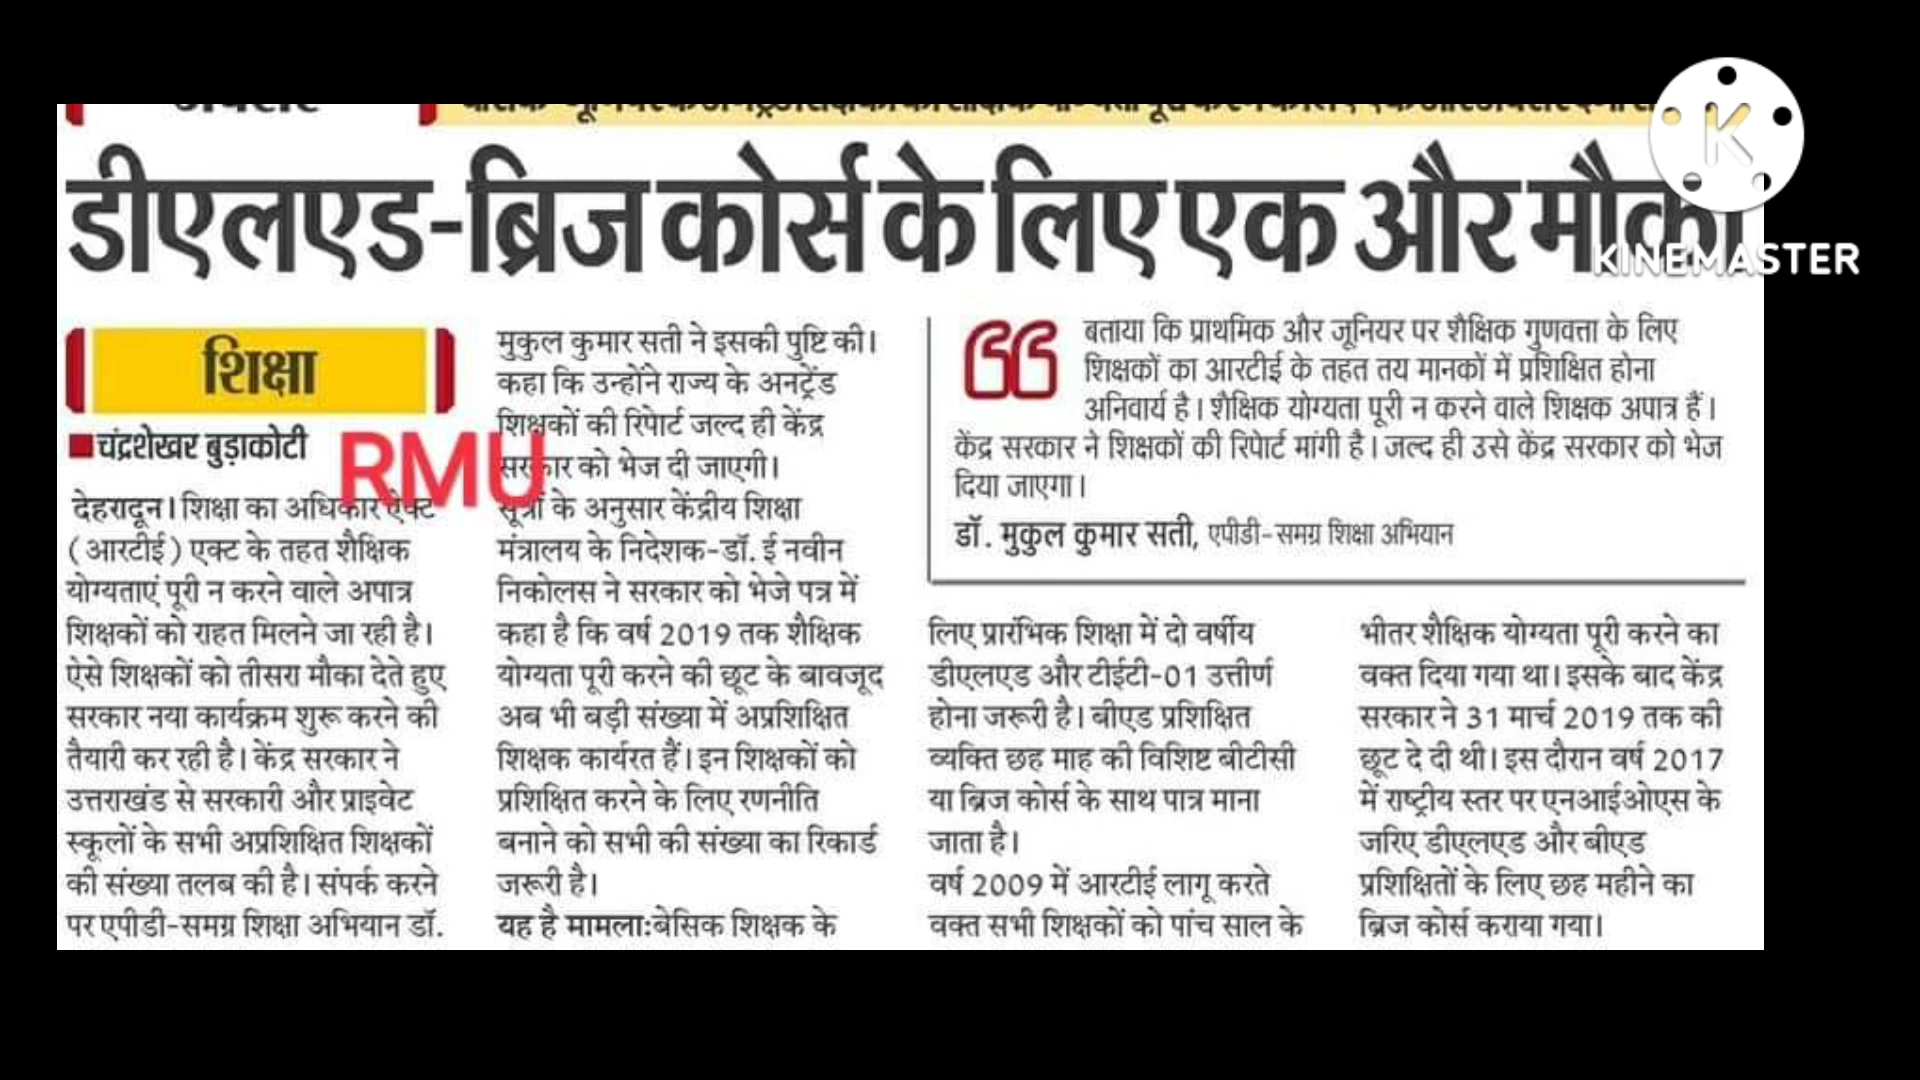 डीएलएड-ब्रिज कोर्स के लिए एक और मौका
KINEMASTER
शिक्षा
चंद्रशेखर बुड़ाकोटी
RMU
देहरादून। शिक्षा का अधिकार ऐक्ट
(आरटीई) एक्ट के तहत शैक्षिक
योग्यताएं पूरी न करने वाले अपात्र
शिक्षकों को राहत मिलने जा रही है।
ऐसे शिक्षकों को तीसरा मौका देते हुए
सरकार नया कार्यक्रम शुरू करने की
तैयारी कर रही है। केंद्र सरकार ने
उत्तराखंड से सरकारी और प्राइवेट
स्कूलों के सभी अप्रशिक्षित शिक्षकों
की संख्या तलब की है। संपर्क करने
पर एपीडी-समग्र शिक्षा अभियान डॉ.
मुकुल कुमार सती ने इसकी पुष्टि की।
कहा कि उन्होंने राज्य के अनट्रेंड
शिक्षकों की रिपोर्ट जल्द ही केंद्र
सरकार को भेज दी जाएगी।
सूत्रों के अनुसार केंद्रीय शिक्षा
मंत्रालय के निदेशक-डॉ. ई नवीन
निकोलस ने सरकार को भेजे पत्र में
कहा है कि वर्ष 2019 तक शैक्षिक
योग्यता पूरी करने की छूट के बावजूद
अब भी बड़ी संख्या में अप्रशिक्षित
शिक्षक कार्यरत हैं। इन शिक्षकों को
प्रशिक्षित करने के लिए रणनीति
बनाने को सभी की संख्या का रिकार्ड
जरूरी है।
यह है मामला:बेसिक शिक्षक के
बताया कि प्राथमिक और जूनियर पर शैक्षिक गुणवत्ता के लिए
शिक्षकों का आरटीई के तहत तय मानकों में प्रशिक्षित होना
अनिवार्य है। शैक्षिक योग्यता पूरी न करने वाले शिक्षक अपात्र हैं।
केंद्र सरकार ने शिक्षकों की रिपोर्ट मांगी है। जल्द ही उसे केंद्र सरकार को भेज
दिया जाएगा।
डॉ. मुकुल कुमार सती, एपीडी-समग्र शिक्षा अभियान
लिए प्रारंभिक शिक्षा में दो वर्षीय
डीएलएड और टीईटी-01 उत्तीर्ण
होना जरूरी है। बीएड प्रशिक्षित
व्यक्ति छह माह की विशिष्ट बीटीसी
या ब्रिज कोर्स के साथ पात्र माना
जाता है।
वर्ष 2009 में आरटीई लागू करते
वक्त सभी शिक्षकों को पांच साल के
भीतर शैक्षिक योग्यता पूरी करने का
वक्त दिया गया था। इसके बाद केंद्र
सरकार ने 31 मार्च 2019 तक की
छूट दे दी थी। इस दौरान वर्ष 2017
में राष्ट्रीय स्तर पर एनआईओएस के
जरिए डीएलएड और बीएड
प्रशिक्षितों के लिए छह महीने का
ब्रिज कोर्स कराया गया।